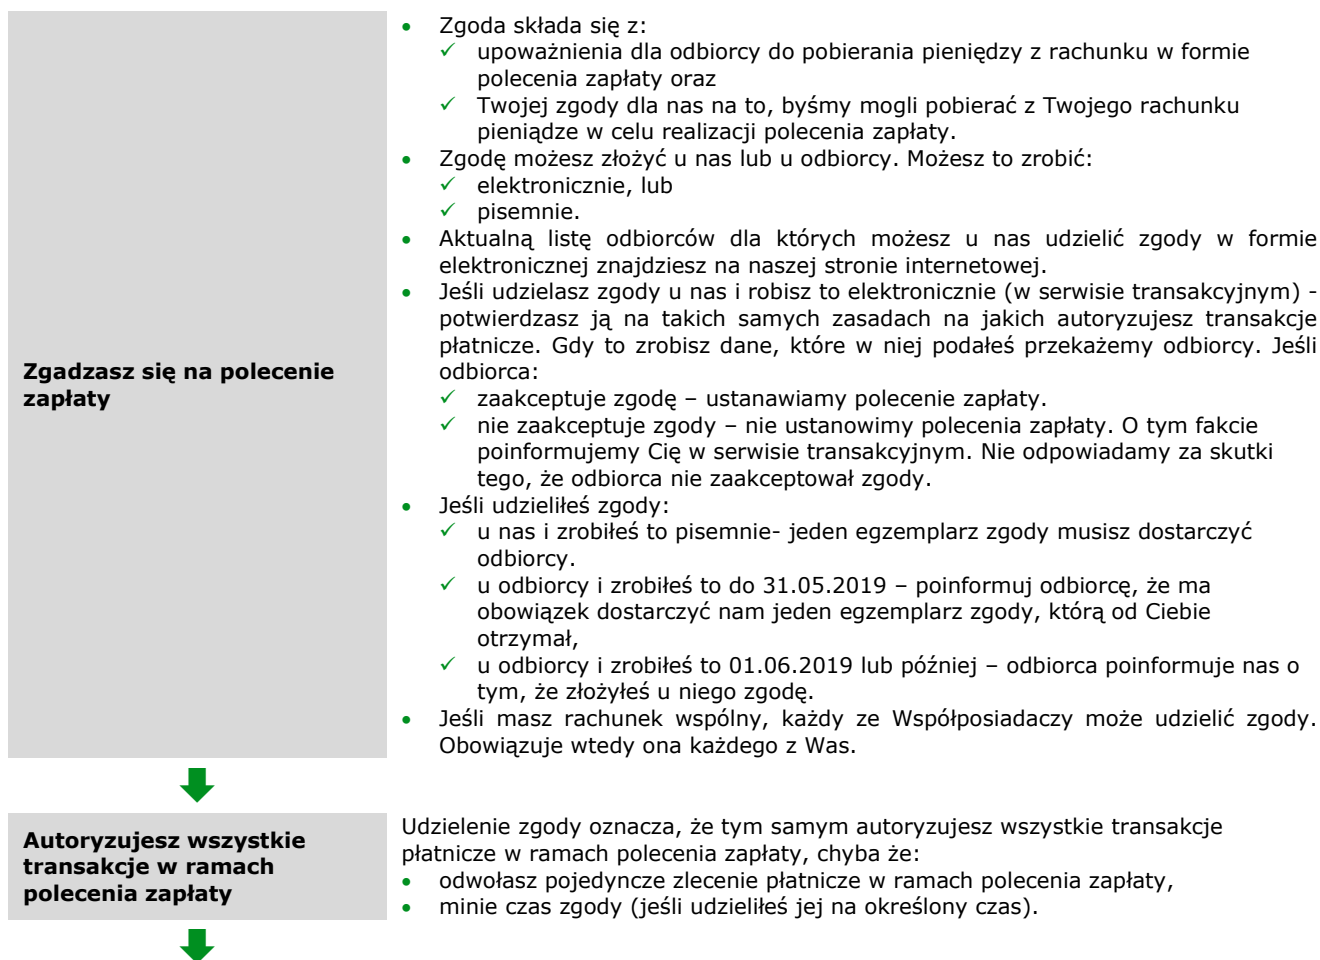 Zgadzasz się na polecenie
zapłaty
• Zgoda składa się z:
✓ upoważnienia dla odbiorcy do pobierania pieniędzy z rachunku w formie
polecenia zapłaty oraz
✓ Twojej zgody dla nas na to, byśmy mogli pobierać z Twojego rachunku
pieniądze w celu realizacji polecenia zapłaty.
• Zgodę możesz złożyć u nas lub u odbiorcy. Możesz to zrobić:
✓ elektronicznie, lub
✓ pisemnie.
• Aktualną listę odbiorców dla których możesz u nas udzielić zgody w formie
elektronicznej znajdziesz na naszej stronie internetowej.
• Jeśli udzielasz zgody u nas i robisz to elektronicznie (w serwisie transakcyjnym) -
potwierdzasz ją na takich samych zasadach na jakich autoryzujesz transakcje
płatnicze. Gdy to zrobisz dane, które w niej podałeś przekażemy odbiorcy. Jeśli
odbiorca:
✓ zaakceptuje zgodę – ustanawiamy polecenie zapłaty.
✓ nie zaakceptuje zgody – nie ustanowimy polecenia zapłaty. O tym fakcie
poinformujemy Cię w serwisie transakcyjnym. Nie odpowiadamy za skutki
tego, że odbiorca nie zaakceptował zgody.
• Jeśli udzieliłeś zgody:
✓ u nas i zrobiłeś to pisemnie- jeden egzemplarz zgody musisz dostarczyć
odbiorcy.
✓ u odbiorcy i zrobiłeś to do 31.05.2019 – poinformuj odbiorcę, że ma
obowiązek dostarczyć nam jeden egzemplarz zgody, którą od Ciebie
otrzymał,
✓ u odbiorcy i zrobiłeś to 01.06.2019 lub później – odbiorca poinformuje nas o
tym, że złożyłeś u niego zgodę.
• Jeśli masz rachunek wspólny, każdy ze Współposiadaczy może udzielić zgody.
Obowiązuje wtedy ona każdego z Was.
Autoryzujesz wszystkie
transakcje w ramach
polecenia zapłaty
Udzielenie zgody oznacza, że tym samym autoryzujesz wszystkie transakcje
płatnicze w ramach polecenia zapłaty, chyba że:
• odwołasz pojedyncze zlecenie płatnicze w ramach polecenia zapłaty,
• minie czas zgody (jeśli udzieliłeś jej na określony czas).